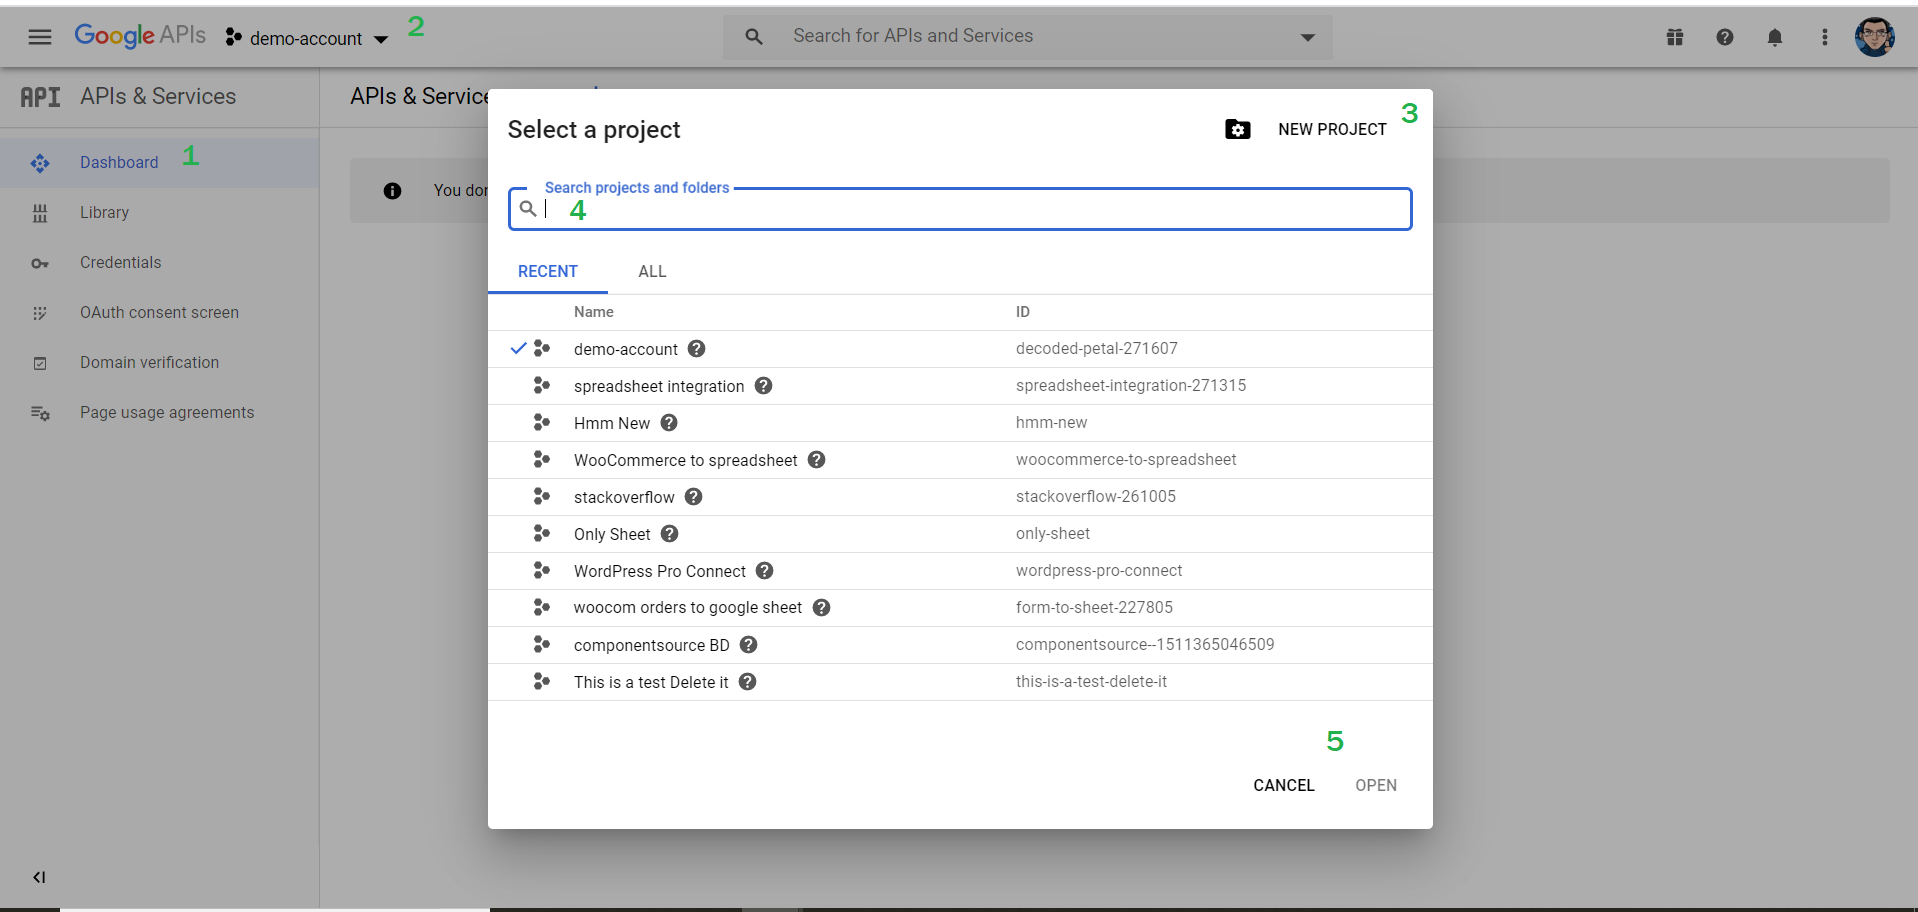 Google APIs demo-account 2 Search for APIs and Services
API APIs & Services
APIs & Service
Select a project NEW PROJECT 3
Dashboard 1
You don
Search projects and folders
4
Library
Credentials
RECENT ALL
OAuth consent screen
Name ID
Domain verification
demo-account decoded-petal-271607
spreadsheet integration spreadsheet-integration-271315
Page usage agreements
Hmm New hmm-new
WooCommerce to spreadsheet woocommerce-to-spreadsheet
stackoverflow stackoverflow-261005
Only Sheet only-sheet
WordPress Pro Connect wordpress-pro-connect
woocom orders to google sheet form-to-sheet-227805
componentsource BD componentsource--1511365046509
This is a test Delete it this-is-a-test-delete-it
5
CANCEL OPEN